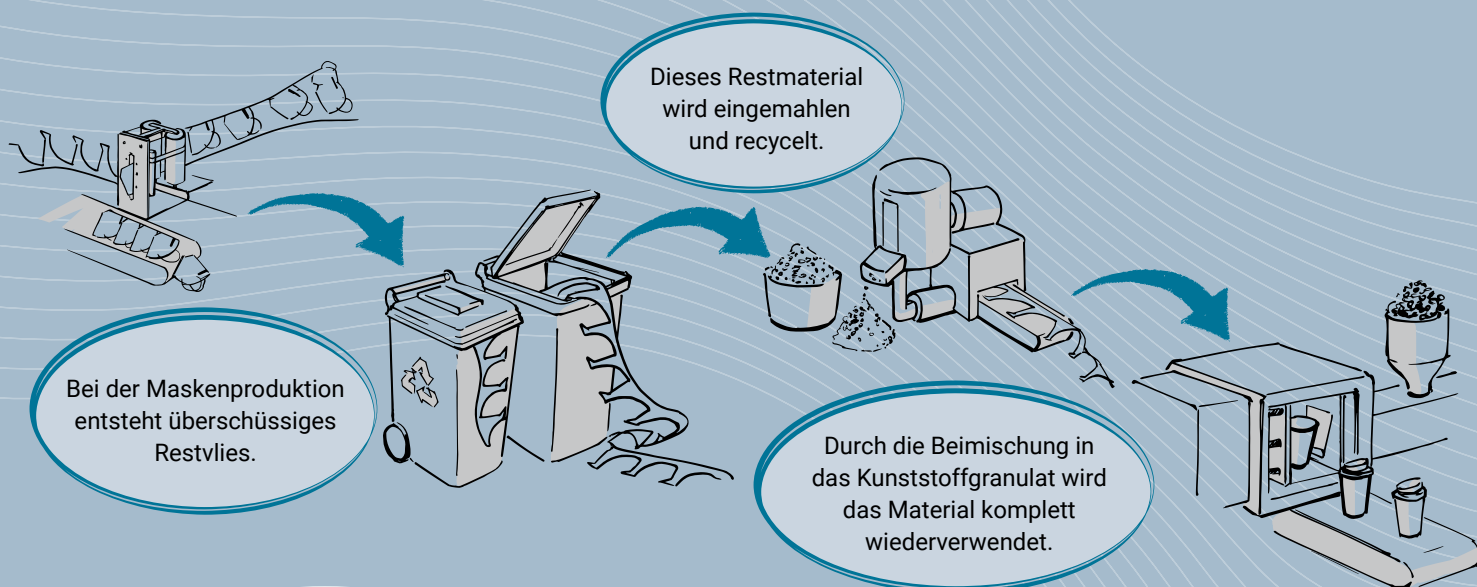 Dieses Restmaterial
wird eingemahlen
und recycelt.
Bei der Maskenproduktion
entsteht überschüssiges
Restvlies.
Durch die Beimischung in
das Kunststoffgranulat wird
das Material komplett
wiederverwendet.